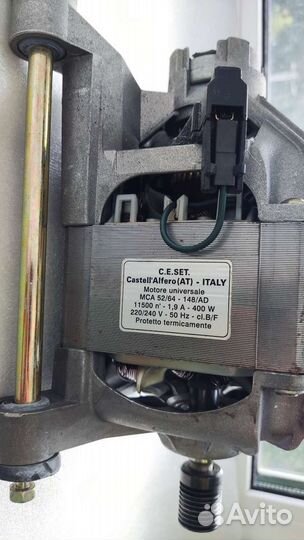 C.E.SET.
Castell'Alfero(AT) - ITALY
Motore universale
MCA 52/64 - 148/AD
11500 n' - 1,9 A - 400 W
220/240 V - 50 Hz - cl.B/F
Protetto termicamente
Avito